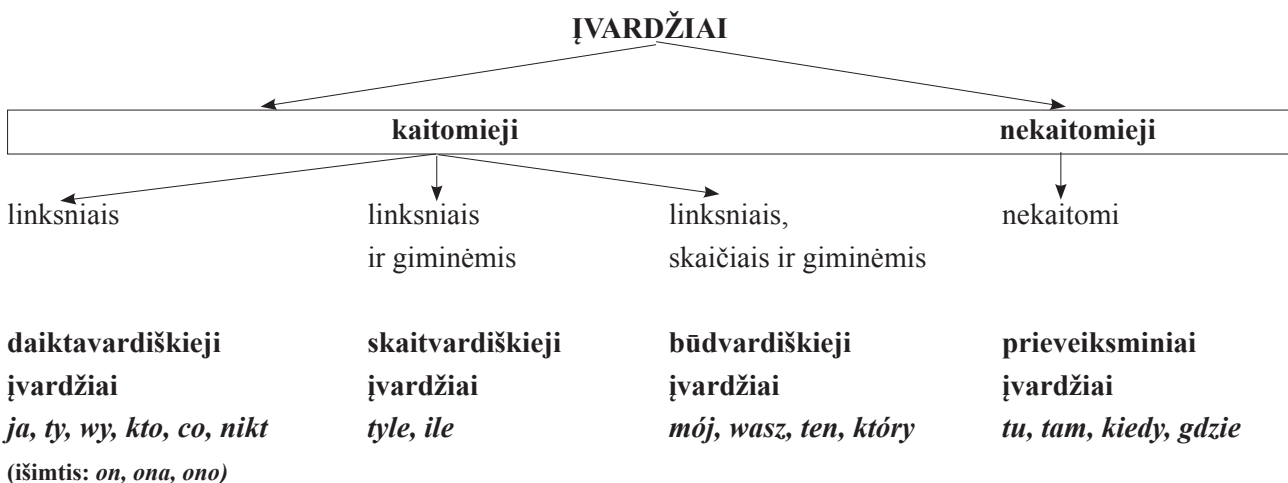 ĮVARDŽIAI
kaitomieji nekaitomieji
linksniais linksniais linksniais, nekaitomi
ir giminėmis skaičiais ir giminėmis
daiktavardiškieji skaitvardiškieji būdvardiškieji prieveiksminiai
įvardžiai įvardžiai įvardžiai įvardžiai
ja, ty, wy, kto, co, nikt tyle, ile mój, wasz, ten, który tu, tam, kiedy, gdzie
(išimtis: on, ona, ono)